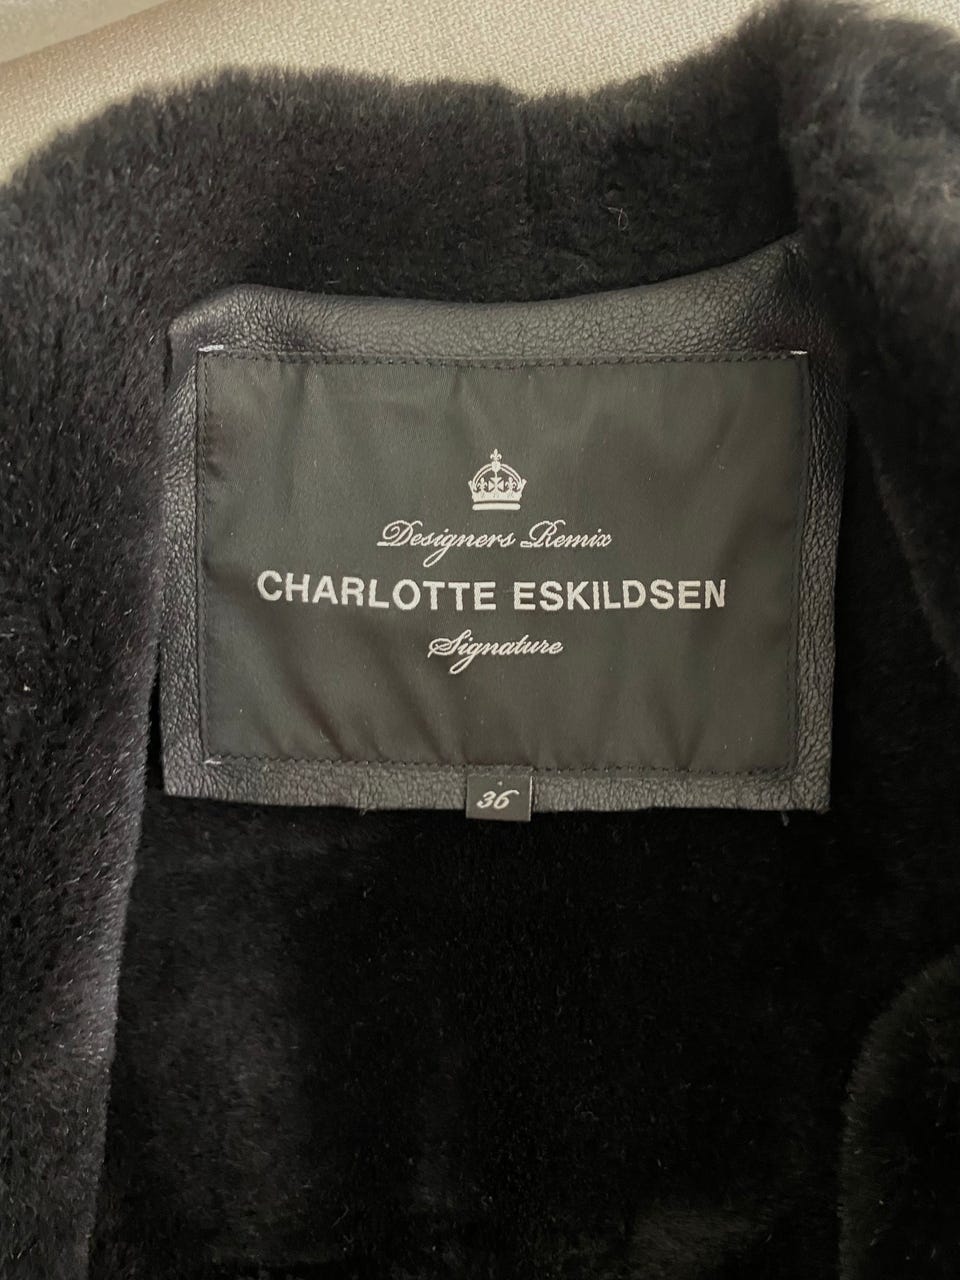 Designers Remix
CHARLOTTE ESKILDSEN
Signature
36